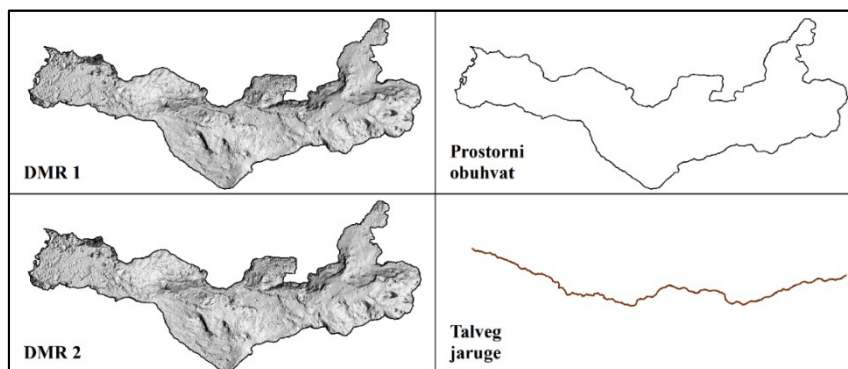 DMR 1
Prostorni
obuhvat
DMR 2
Talveg
jaruge